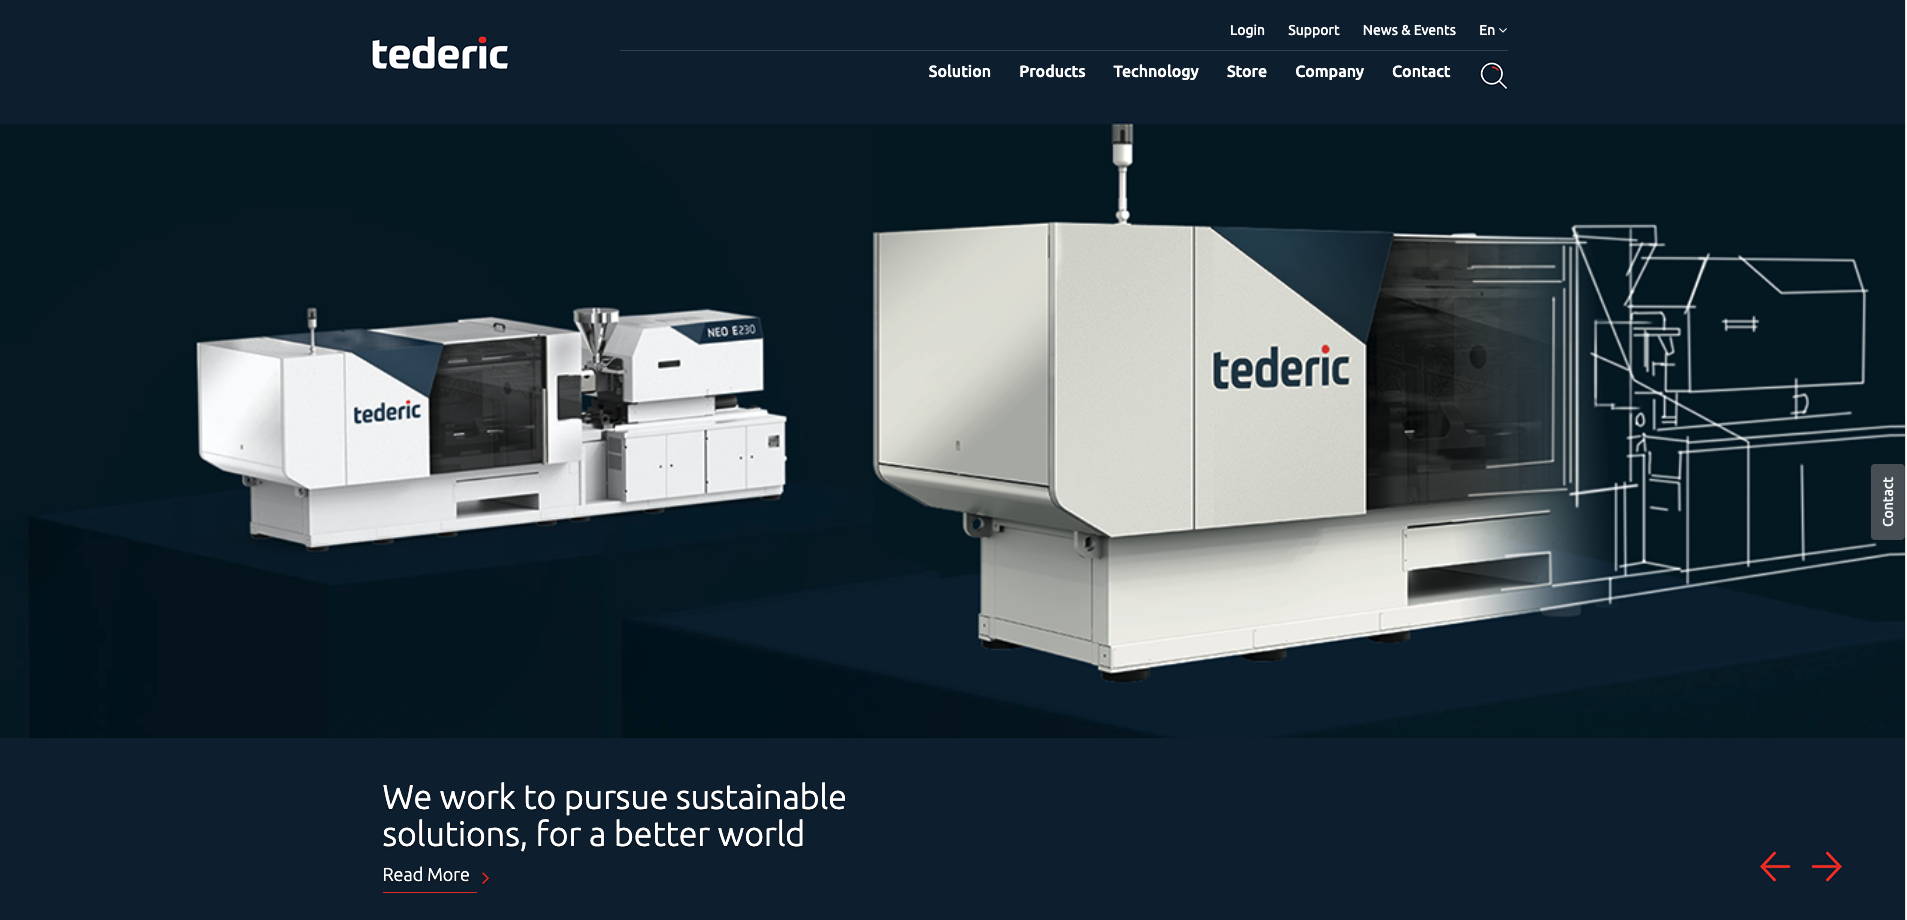 Login Support News & Events En
tederic
Solution Products Technology Store Company Contact
NEO E230
tederic
tederic
Contact
We work to pursue sustainable
solutions, for a better world
Read More